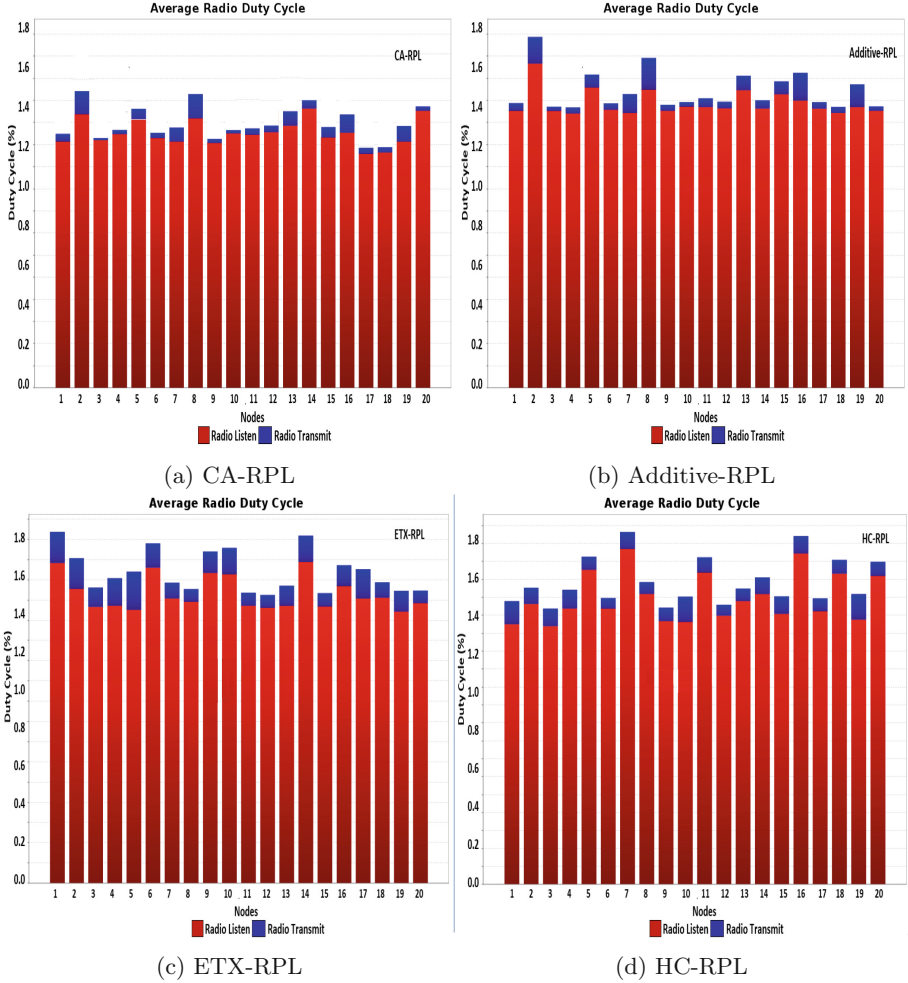 Average Radio Duty Cycle
CA-RPL
Duty Cycle (%)
1.8
1.6
1.4
1.2
1.0
0.8
0.6
0.4
0.2
0.0
1 2 3 4 5 6 7 8 9 10 11 12 13 14 15 16 17 18 19 20
Nodes
Radio Listen Radio Transmit
(a) CA-RPL
Average Radio Duty Cycle
Additive-RPL
Duty Cycle (%)
1.8
1.6
1.4
1.2
1.0
0.8
0.6
0.4
0.2
0.0
1 2 3 4 5 6 7 8 9 10 11 12 13 14 15 16 17 18 19 20
Nodes
Radio Listen Radio Transmit
(b) Additive-RPL
Average Radio Duty Cycle
ETX-RPL
Duty Cycle (%)
1.8
1.6
1.4
1.2
1.0
0.8
0.6
0.4
0.2
0.0
1 2 3 4 5 6 7 8 9 10 11 12 13 14 15 16 17 18 19 20
Nodes
Radio Listen Radio Transmit
(c) ETX-RPL
Average Radio Duty Cycle
HC-RPL
Duty Cycle (%)
1.8
1.6
1.4
1.2
1.0
0.8
0.6
0.4
0.2
0.0
1 2 3 4 5 6 7 8 9 10 11 12 13 14 15 16 17 18 19 20
Nodes
Radio Listen Radio Transmit
(d) HC-RPL